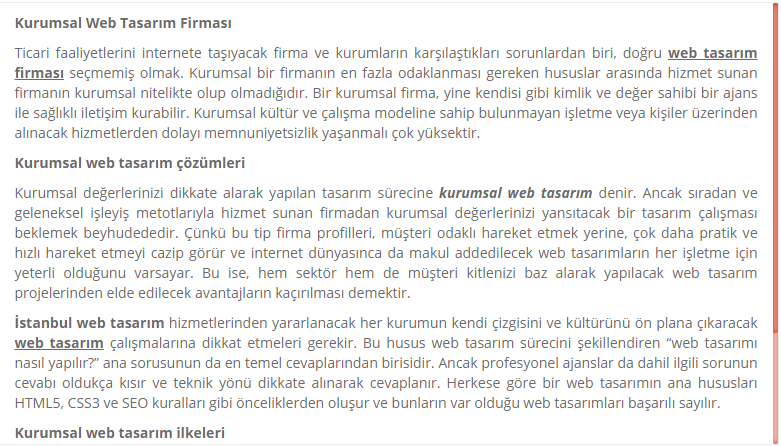 Kurumsal Web Tasarım Firması
Ticari faaliyetlerini internete taşıyacak firma ve kurumların karşılaştıkları sorunlardan biri, doğru web tasarım
firması seçmemiş olmak. Kurumsal bir firmanın en fazla odaklanması gereken hususlar arasında hizmet sunan
firmanın kurumsal nitelikte olup olmadığıdır. Bir kurumsal firma, yine kendisi gibi kimlik ve değer sahibi bir ajans
ile sağlıklı iletişim kurabilir. Kurumsal kültür ve çalışma modeline sahip bulunmayan işletme veya kişiler üzerinden
alınacak hizmetlerden dolayı memnuniyetsizlik yaşanmalı çok yüksektir.
Kurumsal web tasarım çözümleri
Kurumsal değerlerinizi dikkate alarak yapılan tasarım sürecine kurumsal web tasarım denir. Ancak sıradan ve
geleneksel işleyiş metotlarıyla hizmet sunan firmadan kurumsal değerlerinizi yansıtacak bir tasarım çalışması
beklemek beyhudededir. Çünkü bu tip firma profilleri, müşteri odaklı hareket etmek yerine, çok daha pratik ve
hızlı hareket etmeyi cazip görür ve internet dünyasınca da makul addedilecek web tasarımların her işletme için
yeterli olduğunu varsayar. Bu ise, hem sektör hem de müşteri kitlenizi baz alarak yapılacak web tasarım
projelerinden elde edilecek avantajların kaçırılması demektir.
İstanbul web tasarım hizmetlerinden yararlanacak her kurumun kendi çizgisini ve kültürünü ön plana çıkaracak
web tasarım çalışmalarına dikkat etmeleri gerekir. Bu husus web tasarım sürecini şekillendiren “web tasarımı
nasıl yapılır?” ana sorusunun da en temel cevaplarından birisidir. Ancak profesyonel ajanslar da dahil ilgili sorunun
cevabı oldukça kısır ve teknik yönü dikkate alınarak cevaplanır. Herkese göre bir web tasarımın ana hususları
HTML5, CSS3 ve SEO kuralları gibi önceliklerden oluşur ve bunların var olduğu web tasarımları başarılı sayılır.
Kurumsal web tasarım ilkeleri